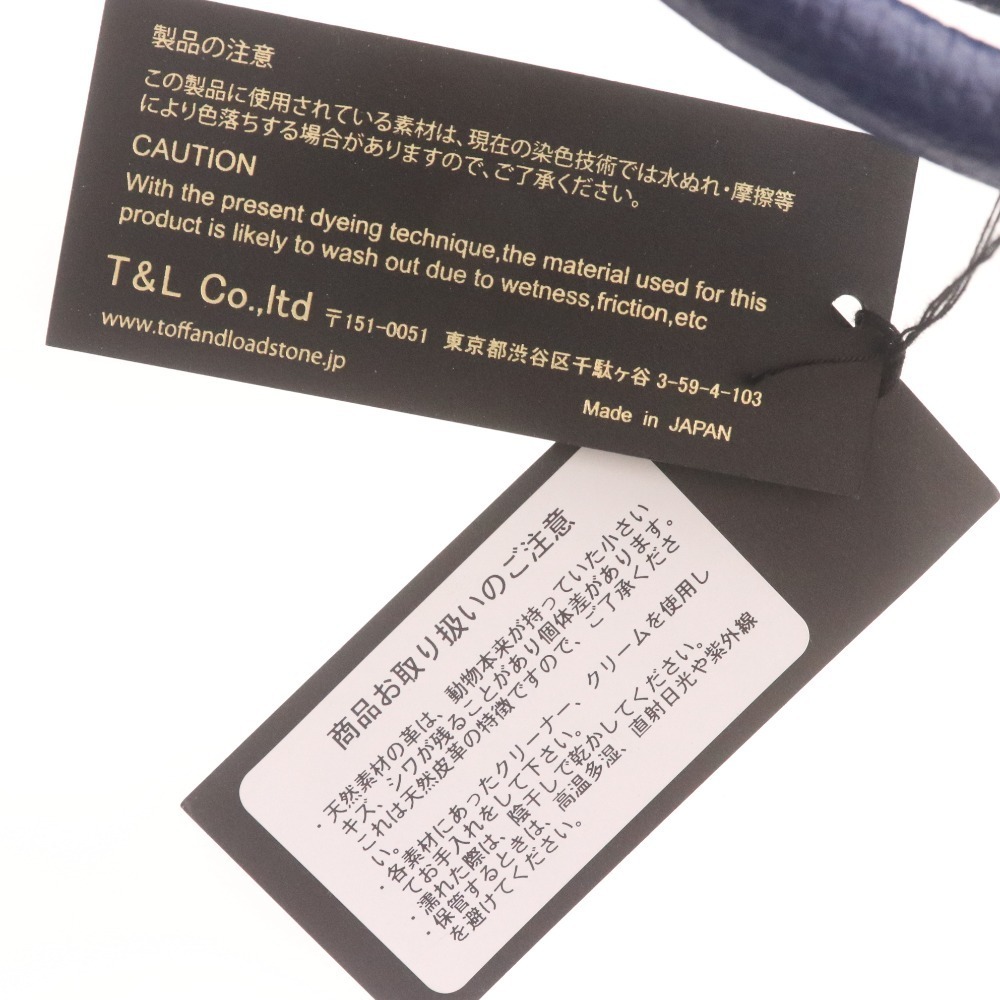 製品の注意
この製品に使用されている素材は、現在の染色技術では水ぬれ・摩擦等
により色落ちする場合がありますので、ご了承ください。
CAUTION
With the present dyeing technique,the material used for this
product is likely to wash out due to wetness,friction,etc
T&L Co.,ltd 〒151-0051 東京都渋谷区千駄ヶ谷 3-59-4-103
www.toffandloadstone.jp
Made in JAPAN
商品お取り扱いのご注意
・天然素材の革は、動物本来が持っていた小さい
キズ、シワが残ることがあり個体差があります。
これは天然皮革の特徴ですので、ご了承くださ
い。
・各素材にあったクリーナー、クリームを使用し
てお手入れをして下さい。
・濡れた際は、陰干しで乾かしてください。
・保管するときは、高温多湿、直射日光や紫外線
を避けてください。